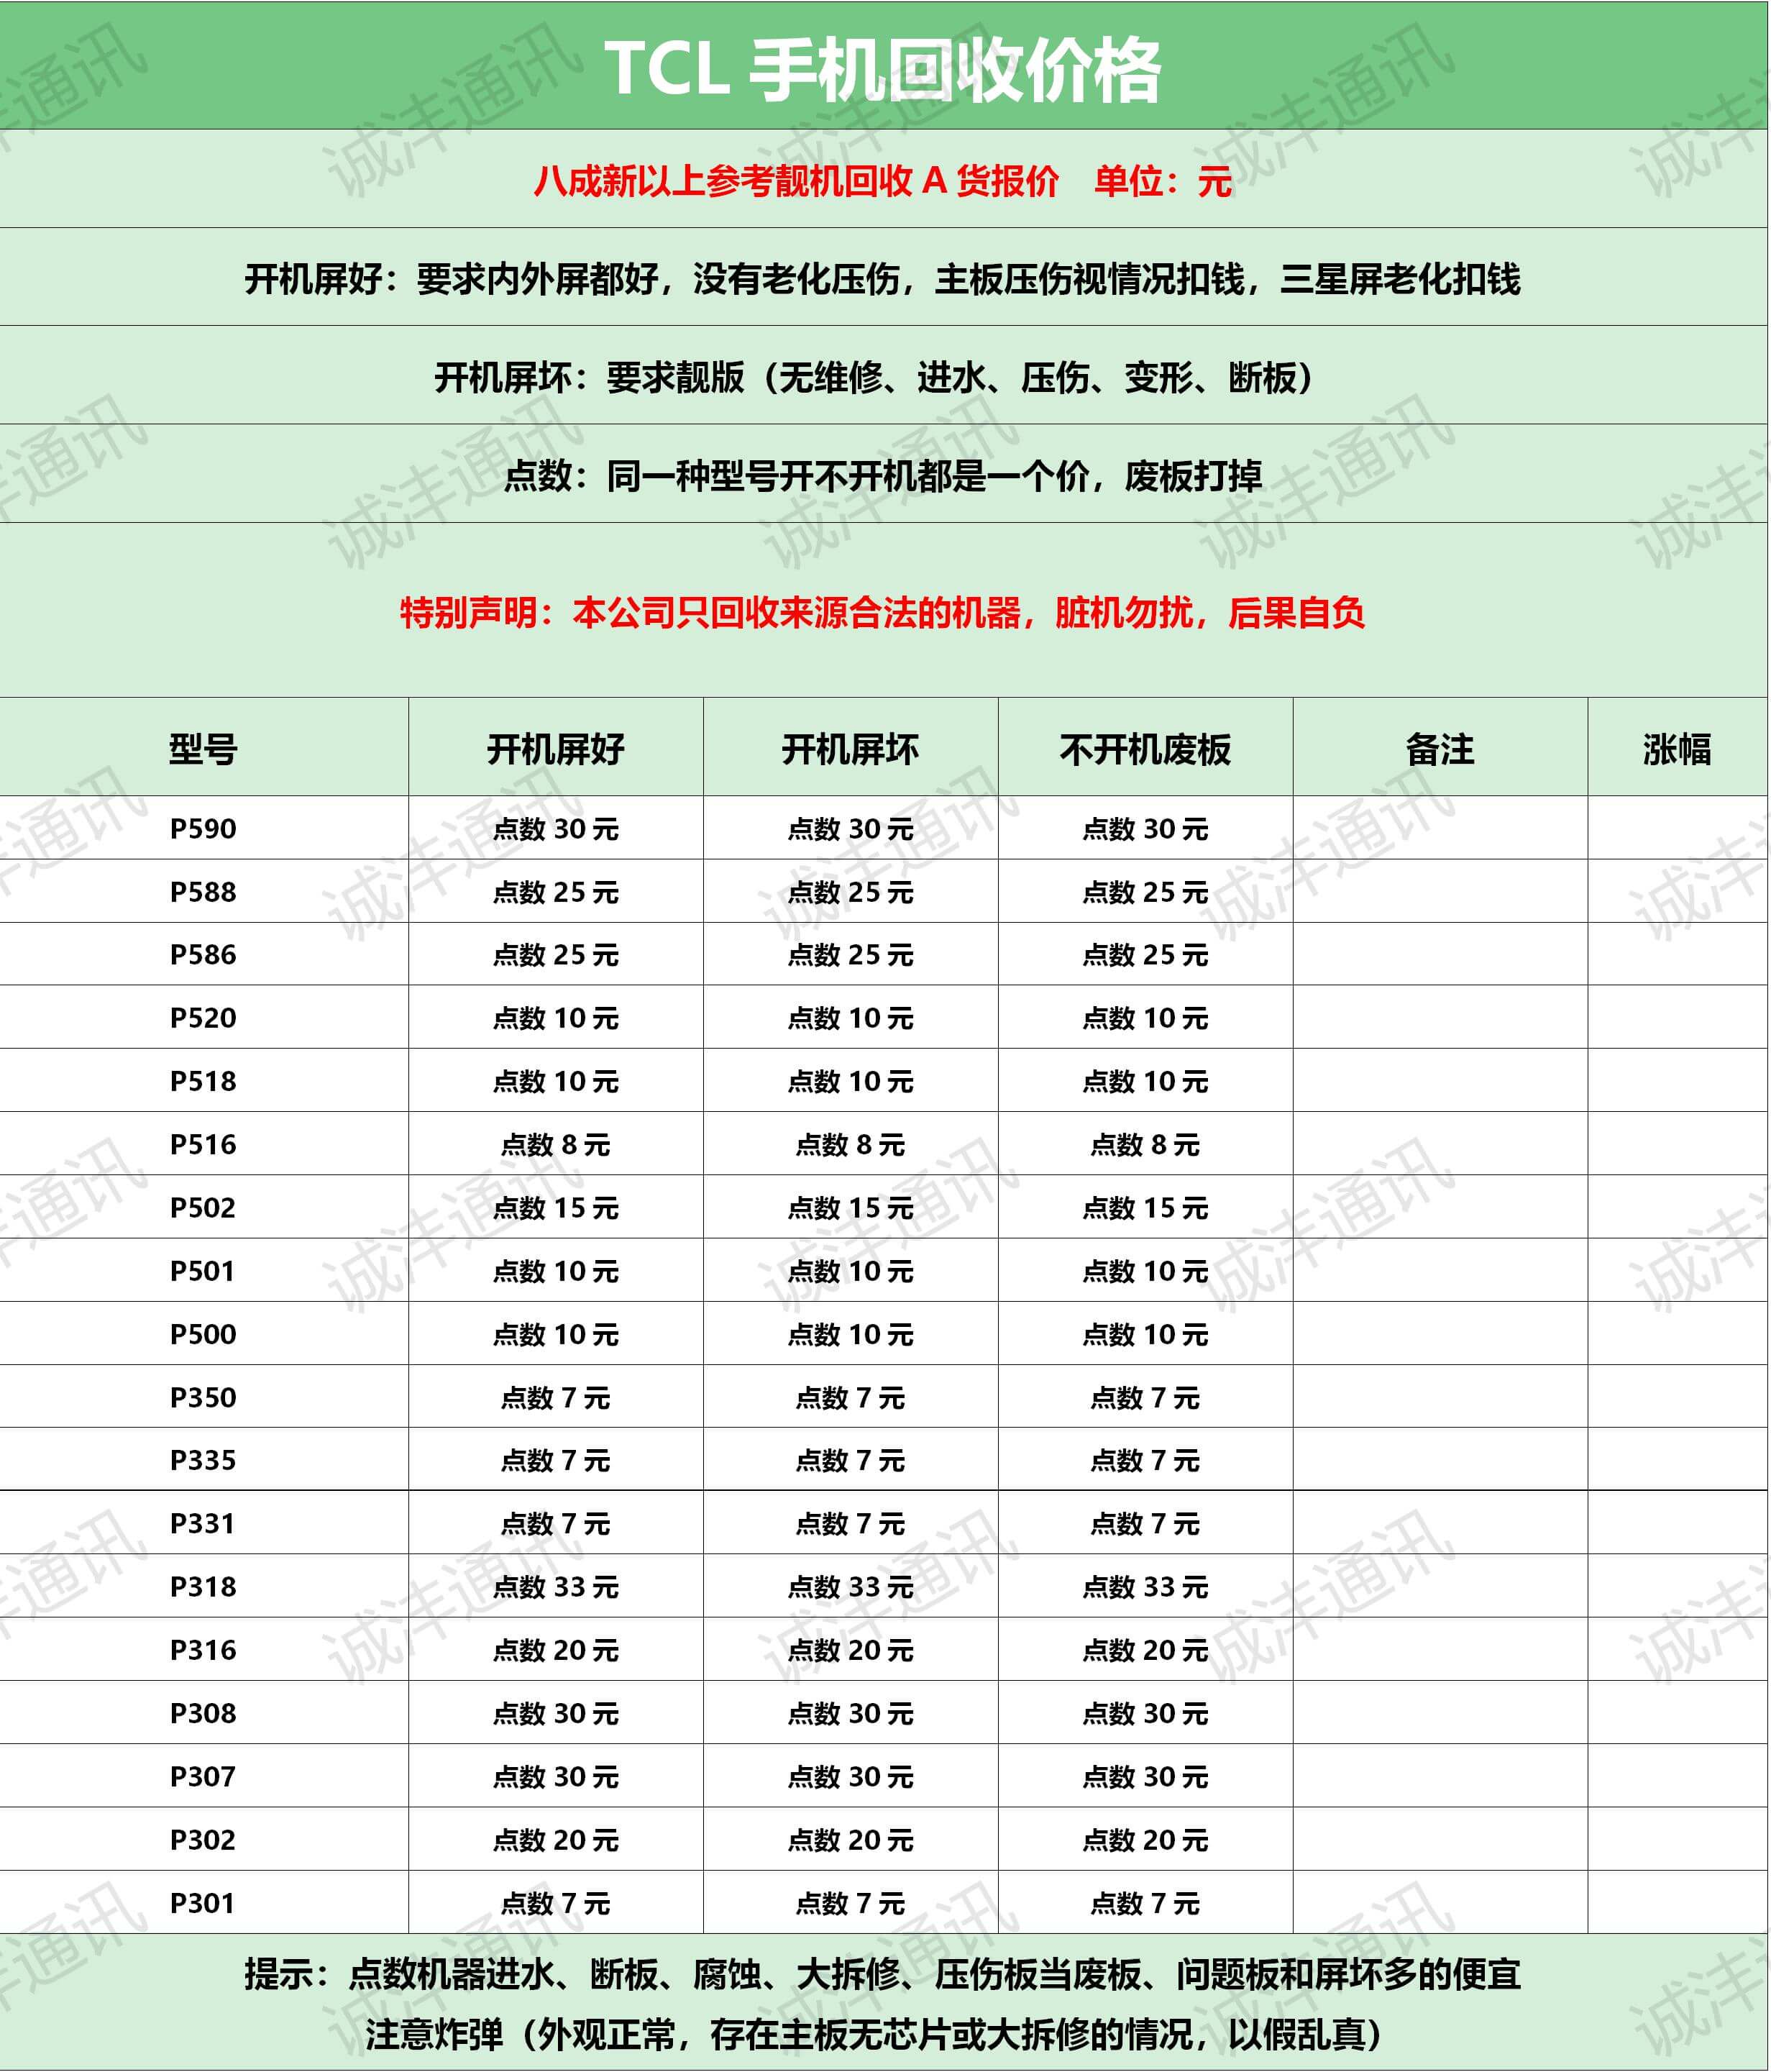 TCL 手机回收价格
八成新以上参考靓机回收 A 货报价 单位：元
开机屏好：要求内外屏都好，没有老化压伤，主板压伤视情况扣钱，三星屏老化扣钱
开机屏坏：要求靓版（无维修、进水、压伤、变形、断板）
点数：同一种型号开不开机都是一个价，废板打掉
特别声明：本公司只回收来源合法的机器，脏机勿扰，后果自负
型号 开机屏好 开机屏坏 不开机废板 备注 涨幅
P590 点数 30 元 点数 30 元 点数 30 元
P588 点数 25 元 点数 25 元 点数 25 元
P586 点数 25 元 点数 25 元 点数 25 元
P520 点数 10 元 点数 10 元 点数 10 元
P518 点数 10 元 点数 10 元 点数 10 元
P516 点数 8 元 点数 8 元 点数 8 元
P502 点数 15 元 点数 15 元 点数 15 元
P501 点数 10 元 点数 10 元 点数 10 元
P500 点数 10 元 点数 10 元 点数 10 元
P350 点数 7 元 点数 7 元 点数 7 元
P335 点数 7 元 点数 7 元 点数 7 元
P331 点数 7 元 点数 7 元 点数 7 元
P318 点数 33 元 点数 33 元 点数 33 元
P316 点数 20 元 点数 20 元 点数 20 元
P308 点数 30 元 点数 30 元 点数 30 元
P307 点数 30 元 点数 30 元 点数 30 元
P302 点数 20 元 点数 20 元 点数 20 元
P301 点数 7 元 点数 7 元 点数 7 元
提示：点数机器进水、断板、腐蚀、大拆修、压伤板当废板、问题板和屏坏多的便宜
注意炸弹（外观正常，存在主板无芯片或大拆修的情况，以假乱真）
诚沣通讯